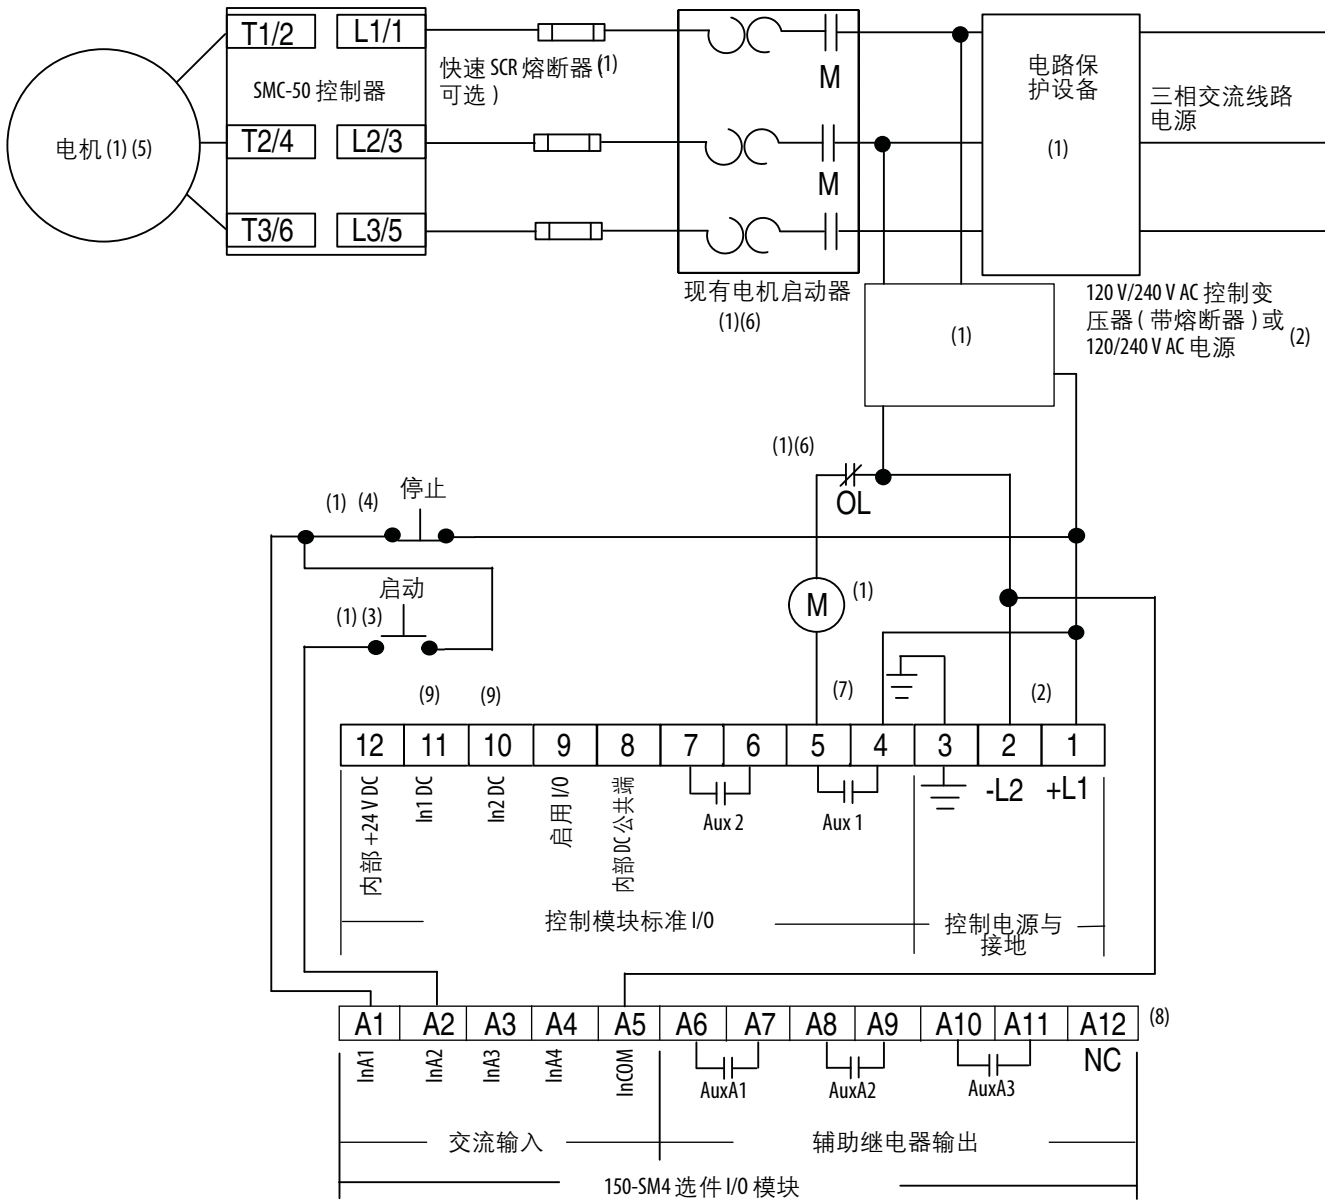 T1/2 L1/1
SMC-50 控制器
T2/4 L2/3
T3/6 L3/5
电机 (1) (5)
快速 SCR 熔断器 (1)
可选 )
M
M
现有电机启动器
(1)(6)
电路保
护设备
(1)
三相交流线路
电源
(1)
120 V/240 V AC 控制变
压器 ( 带熔断器 ) 或
120/240 V AC 电源
(2)
(1)(6)
OL
(1) (4) 停止
启动
(1) (3)
M (1)
(9) (9) (7) (2)
12 11 10 9 8 7 6 5 4 3 2 1
内部 +24 V DC
In1 DC
In2 DC
启用 I/O
内部 DC 公共端
Aux 2
Aux 1
-L2 +L1
控制模块标准 I/O
控制电源与
接地
A1 A2 A3 A4 A5 A6 A7 A8 A9 A10 A11 A12 (8)
InA1
InA2
InA3
InA4
InCOM
AuxA1
AuxA2
AuxA3
NC
交流输入
辅助继电器输出
150-SM4 选件 I/O 模块